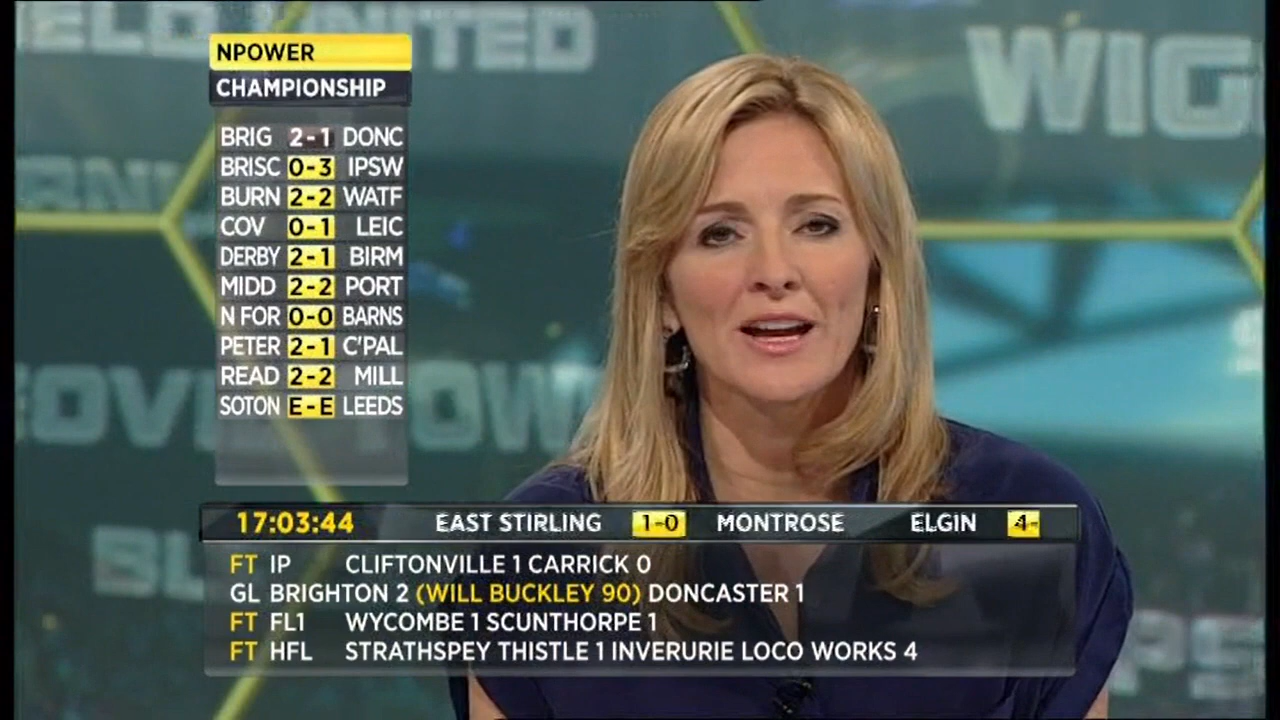 IELD UNITED
WIG
NPOWER
CHAMPIONSHIP
BRIG 2-1 DONC
BRISC 0-3 IPSW
BURN 2-2 WATF
COV 0-1 LEIC
DERBY 2-1 BIRM
MIDD 2-2 PORT
N FOR 0-0 BARNS
PETER 2-1 C'PAL
READ 2-2 MILL
SOTON E-E LEEDS
17:03:44 EAST STIRLING 1-0 MONTROSE ELGIN 4-
FT IP CLIFTONVILLE 1 CARRICK 0
GL BRIGHTON 2 (WILL BUCKLEY 90) DONCASTER 1
FT FL1 WYCOMBE 1 SCUNTHORPE 1
FT HFL STRATHSPEY THISTLE 1 INVERURIE LOCO WORKS 4